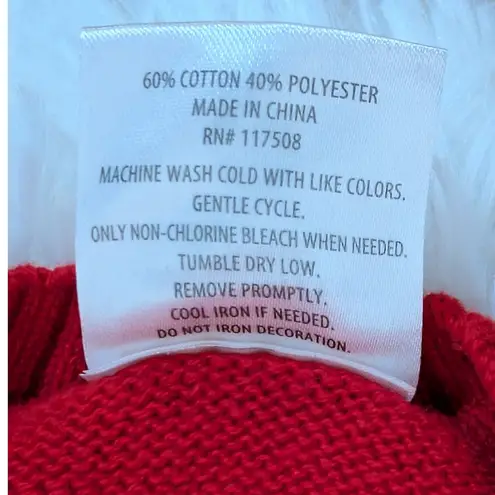 60% COTTON 40% POLYESTER
MADE IN CHINA
RN# 117508
MACHINE WASH COLD WITH LIKE COLORS.
GENTLE CYCLE.
ONLY NON-CHLORINE BLEACH WHEN NEEDED.
TUMBLE DRY LOW.
REMOVE PROMPTLY.
COOL IRON IF NEEDED.
DO NOT IRON DECORATION.